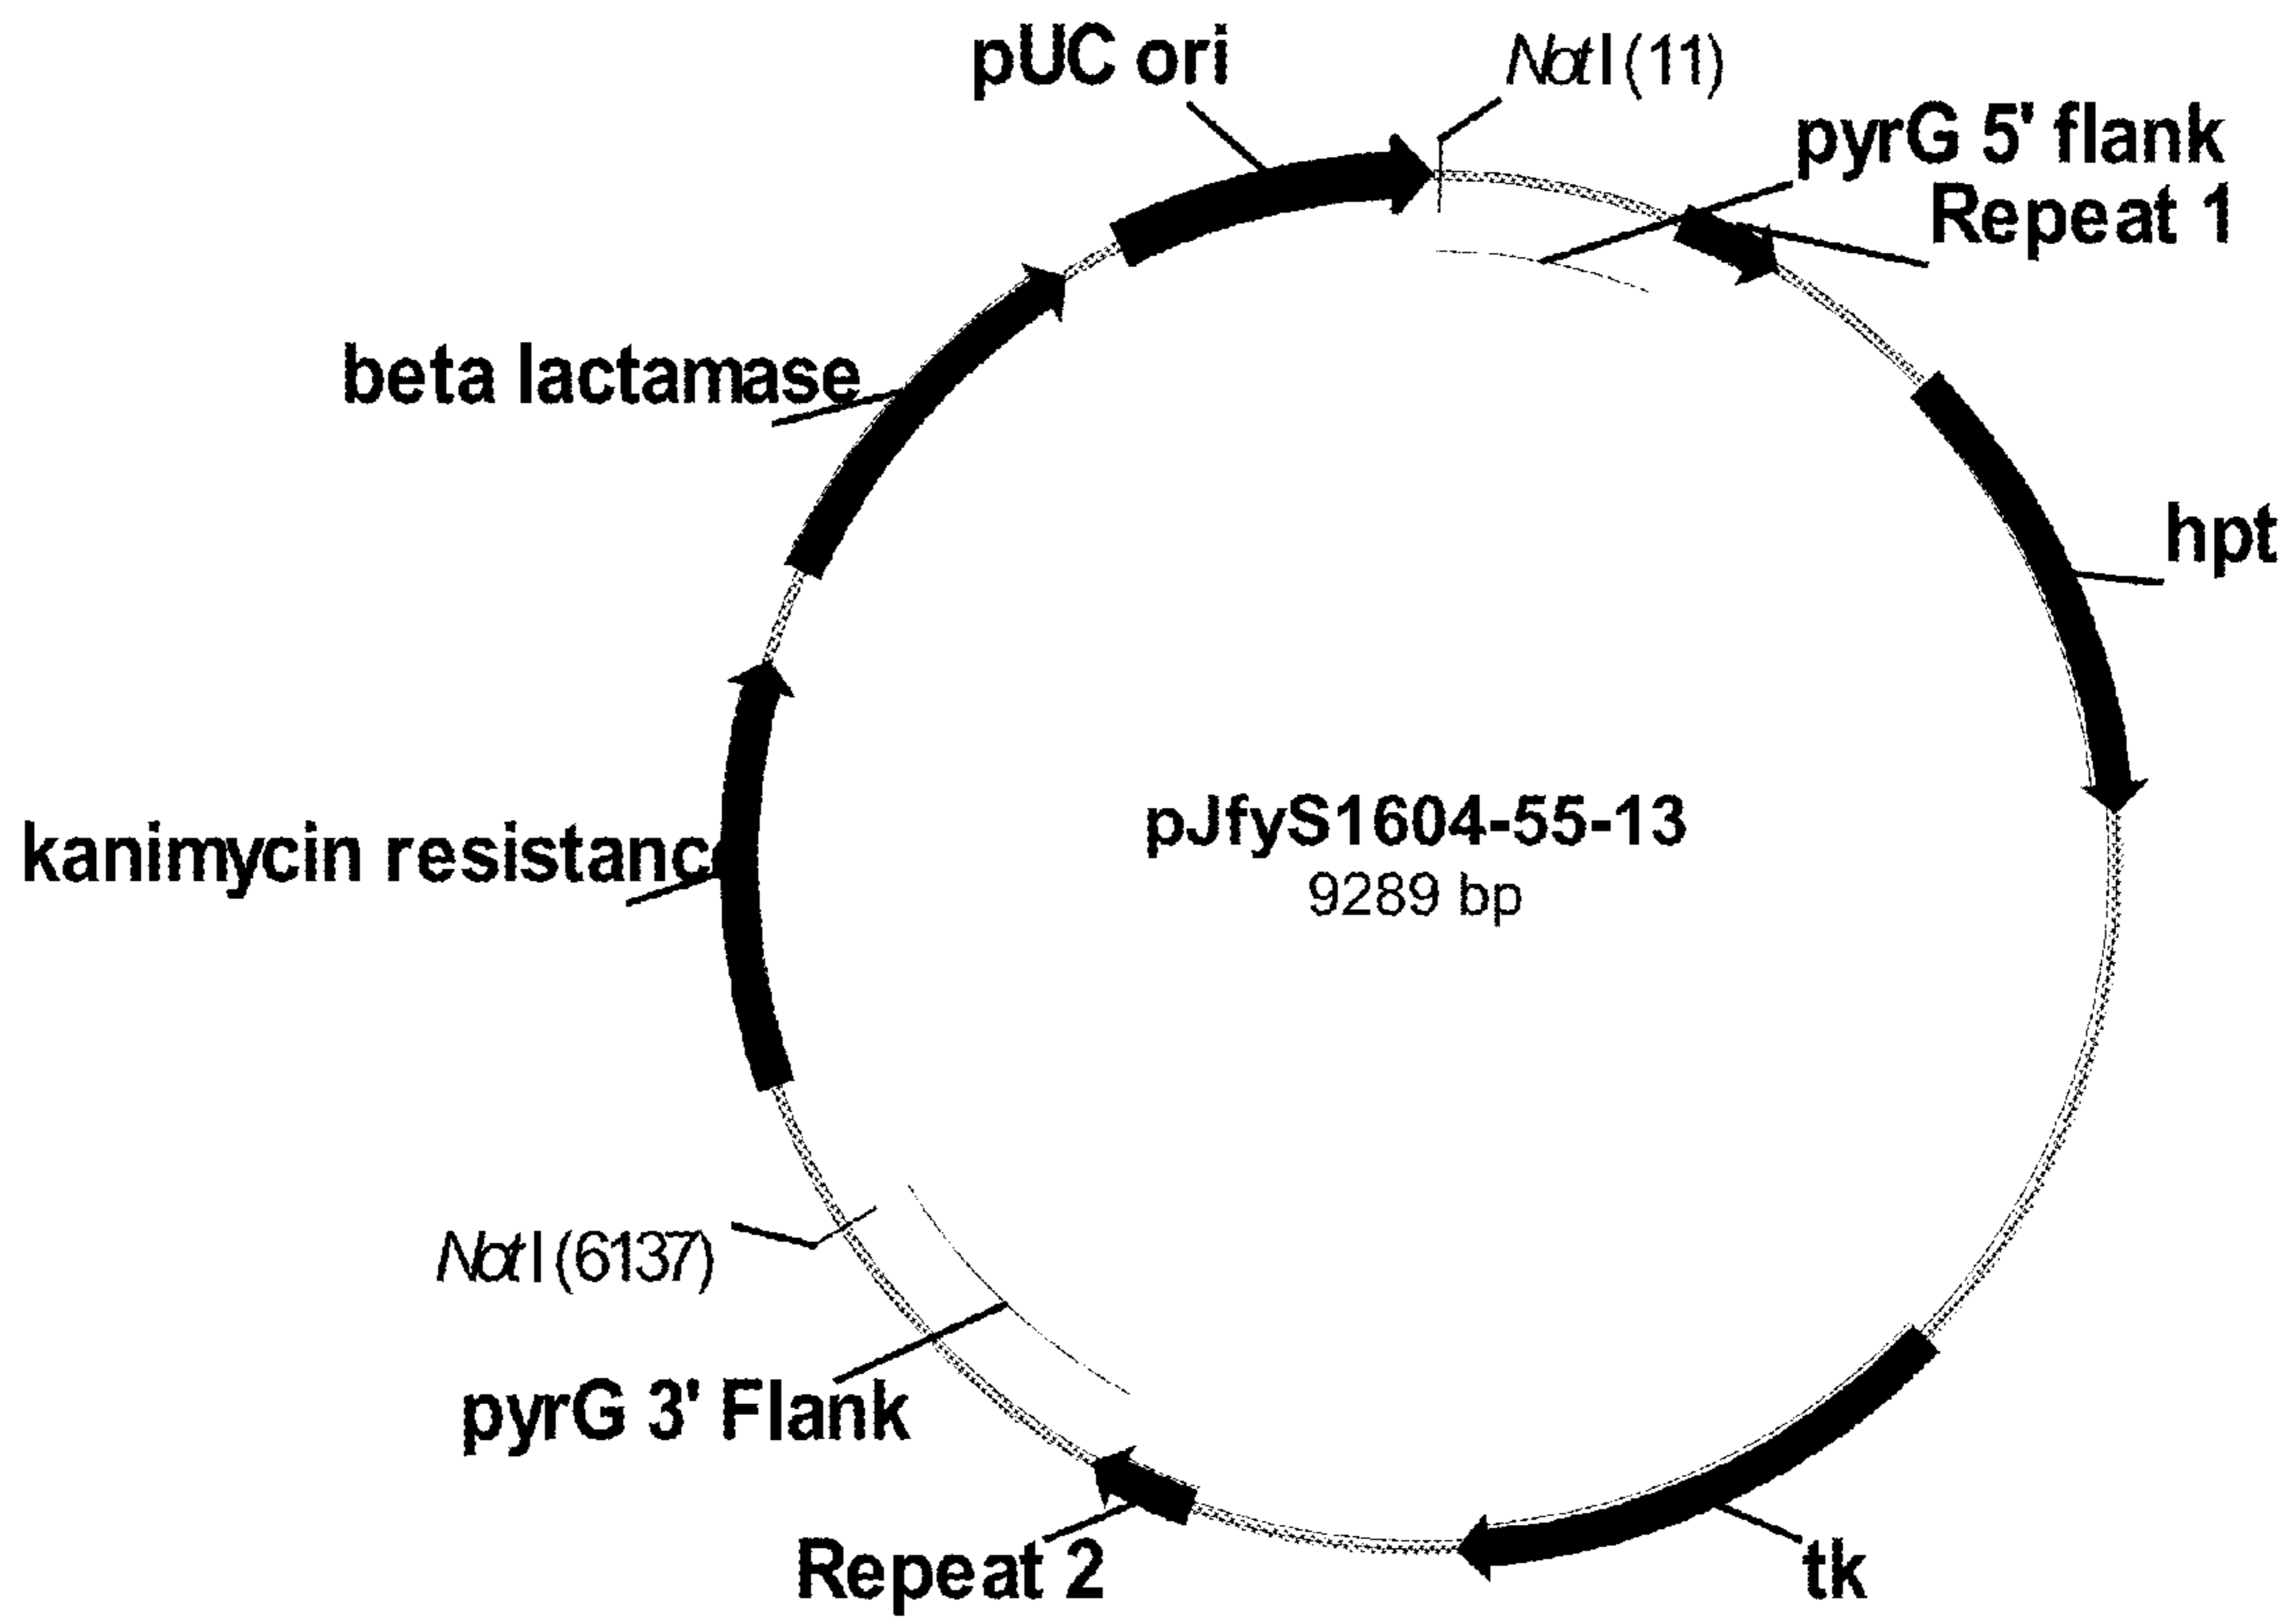 pUC ori
NotI (11)
pyrG 5' flank
Repeat 1
beta lactamase
hpt
kanimycin resistanc
pJfyS1604-55-13
9289 bp
NotI (6137)
pyrG 3' Flank
Repeat 2
tk